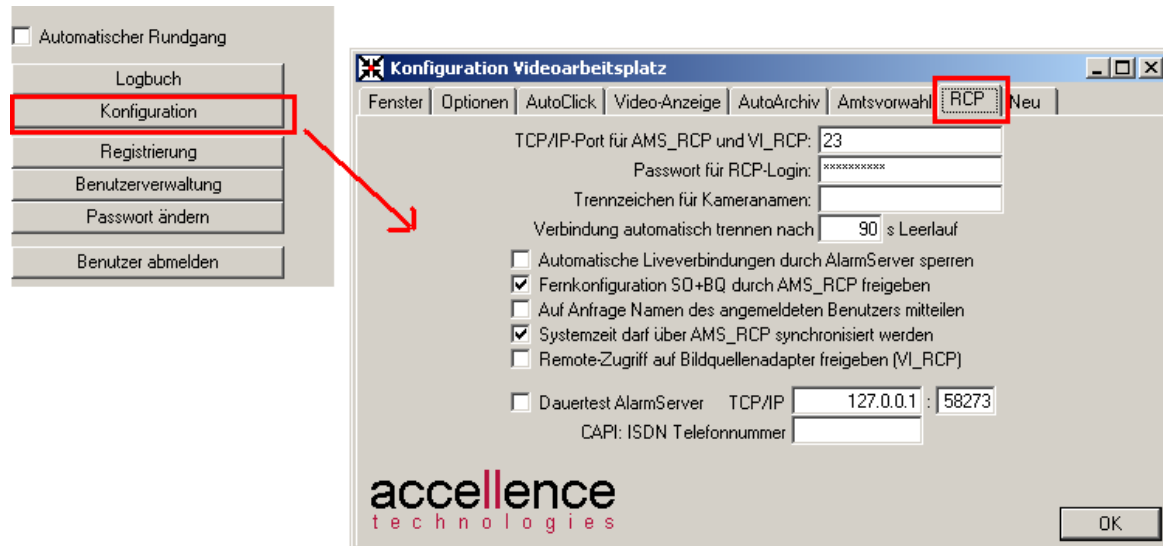 Automatischer Rundgang
Logbuch
Konfiguration
Registrierung
Benutzerverwaltung
Passwort ändern
Benutzer abmelden
Konfiguration Videoarbeitsplatz
Fenster Optionen AutoClick Video-Anzeige AutoArchiv Amtsvorwahl RCP Neu
TCP/IP-Port für AMS_RCP und VI_RCP: 23
Passwort für RCP-Login: **********
Trennzeichen für Kameranamen:
Verbindung automatisch trennen nach 90 s Leerlauf
Automatische Liveverbindungen durch AlarmServer sperren
Fernkonfiguration SO+BQ durch AMS_RCP freigeben
Auf Anfrage Namen des angemeldeten Benutzers mitteilen
Systemzeit darf über AMS_RCP synchronisiert werden
Remote-Zugriff auf Bildquellenadapter freigeben (VI_RCP)
Dauertest AlarmServer TCP/IP 127.0.0.1 : 58273
CAPI: ISDN Telefonnummer
accellence
technologies
OK